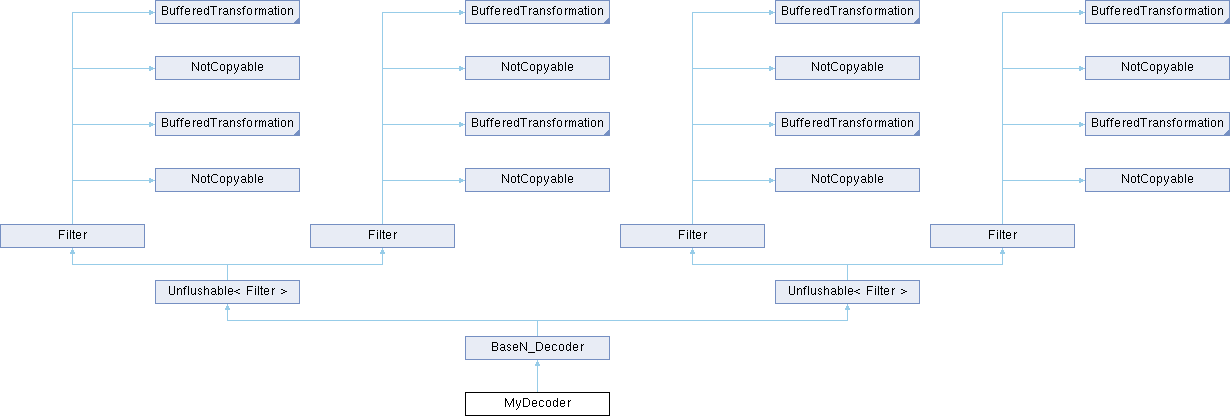 BufferedTransformation BufferedTransformation BufferedTransformation BufferedTransformation
NotCopyable NotCopyable NotCopyable NotCopyable
BufferedTransformation BufferedTransformation BufferedTransformation BufferedTransformation
NotCopyable NotCopyable NotCopyable NotCopyable
Filter Filter Filter Filter
Unflushable< Filter > Unflushable< Filter >
BaseN_Decoder
MyDecoder